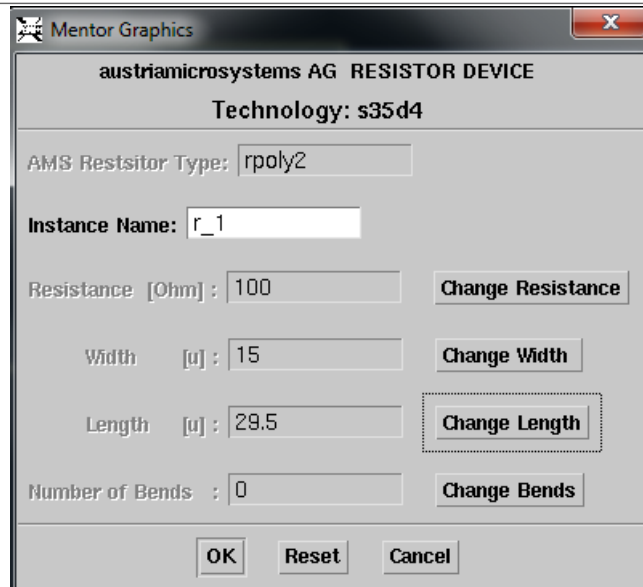 Mentor Graphics
austriamicrosystems AG RESISTOR DEVICE
Technology: s35d4
AMS Restsitor Type: rpoly2
Instance Name: r_1
Resistance [Ohm] : 100 Change Resistance
Width [u] : 15 Change Width
Length [u] : 29.5 Change Length
Number of Bends : 0 Change Bends
OK Reset Cancel